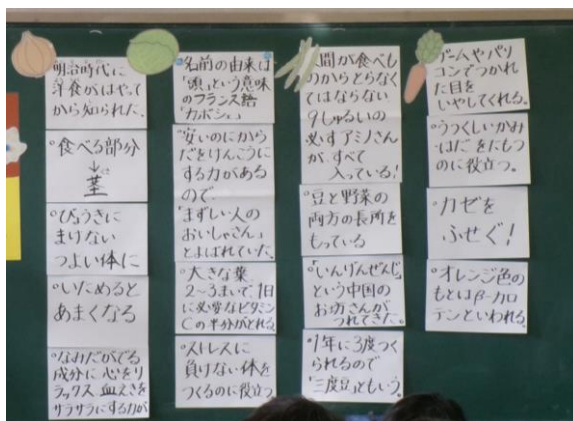 明治時代に
洋食がはやって
から知られた。
食べる部分
↓
茎
びょうきに
まけない
つよい体に
いためると
あまくなる
なみだがでる
成分に 心をリ
ラックス 血えきを
サラサラにする力が
名前の由来は
「頭」という意味
のフランス語
安いのにから
だをけんこうに
する力がある
ので、
「まずしい人の
おいしゃさん」
とよばれていた。
大きな葉
2〜3まいで、1日
に必要なビタミン
Cの半分がとれる。
ストレスに
負けない体を
つくるのに役立つ
人間が食べも
のからとらなく
てはならない
9しゅるいの
必すアミノさん
が、すべて
入っている!
豆と野菜の
両方の長所を
もっている
「いんげんぜんじ」
という中国の
お坊さんが
つれてきた。
1年に3度つく
られるので
「三度豆」ともいう。
ゲームやパソ
コンでつかれ
た目を
いやしてくれる。
うつくしいかみ
はだをたもつ
のに役立つ。
カゼを
ふせぐ!
オレンジ色の
もとはβ-カロ
テンといわれる。